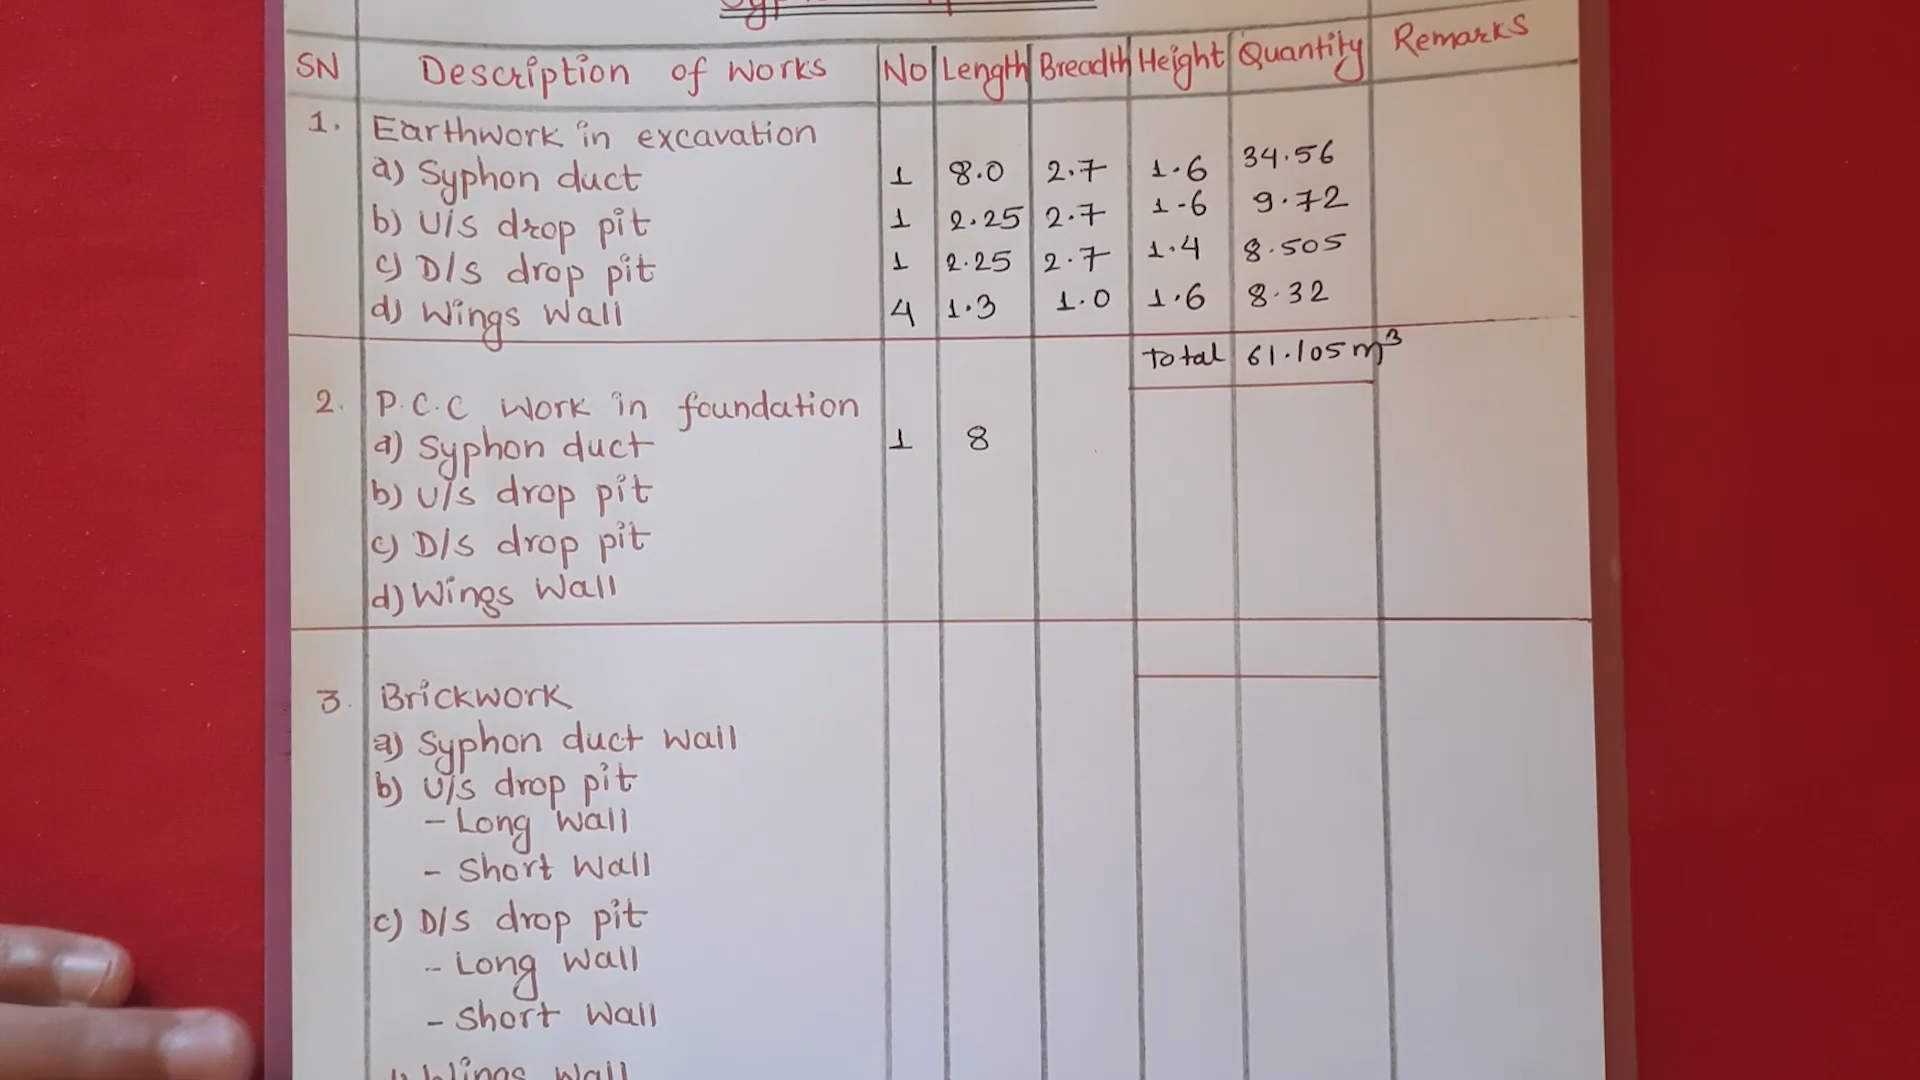 SN Description of works No Length Breadth Height Quantity Remarks
1. Earthwork in excavation
a) Syphon duct 1 8.0 2.7 1.6 34.56
b) U/S drop pit 1 2.25 2.7 1-6 9.72
c) D/S drop pit 1 2.25 2.7 1.4 8.505
d) Wings Wall 4 1.3 1.0 1.6 8.32
Total 61.105 m³
2. P.C.C work in foundation
a) Syphon duct 1 8
b) U/S drop pit
c) D/S drop pit
d) Wings Wall
3. Brickwork
a) Syphon duct wall
b) U/S drop pit
- Long Wall
- Short Wall
c) D/S drop pit
- Long Wall
- Short Wall
Wings Wall